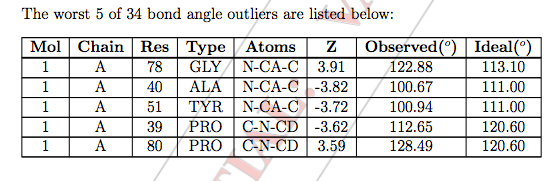 The worst 5 of 34 bond angle outliers are listed below:
Mol Chain Res Type Atoms Z Observed(°) Ideal(°)
1 A 78 GLY N-CA-C 3.91 122.88 113.10
1 A 40 ALA N-CA-C -3.82 100.67 111.00
1 A 51 TYR N-CA-C -3.72 100.94 111.00
1 A 39 PRO C-N-CD -3.62 112.65 120.60
1 A 80 PRO C-N-CD 3.59 128.49 120.60